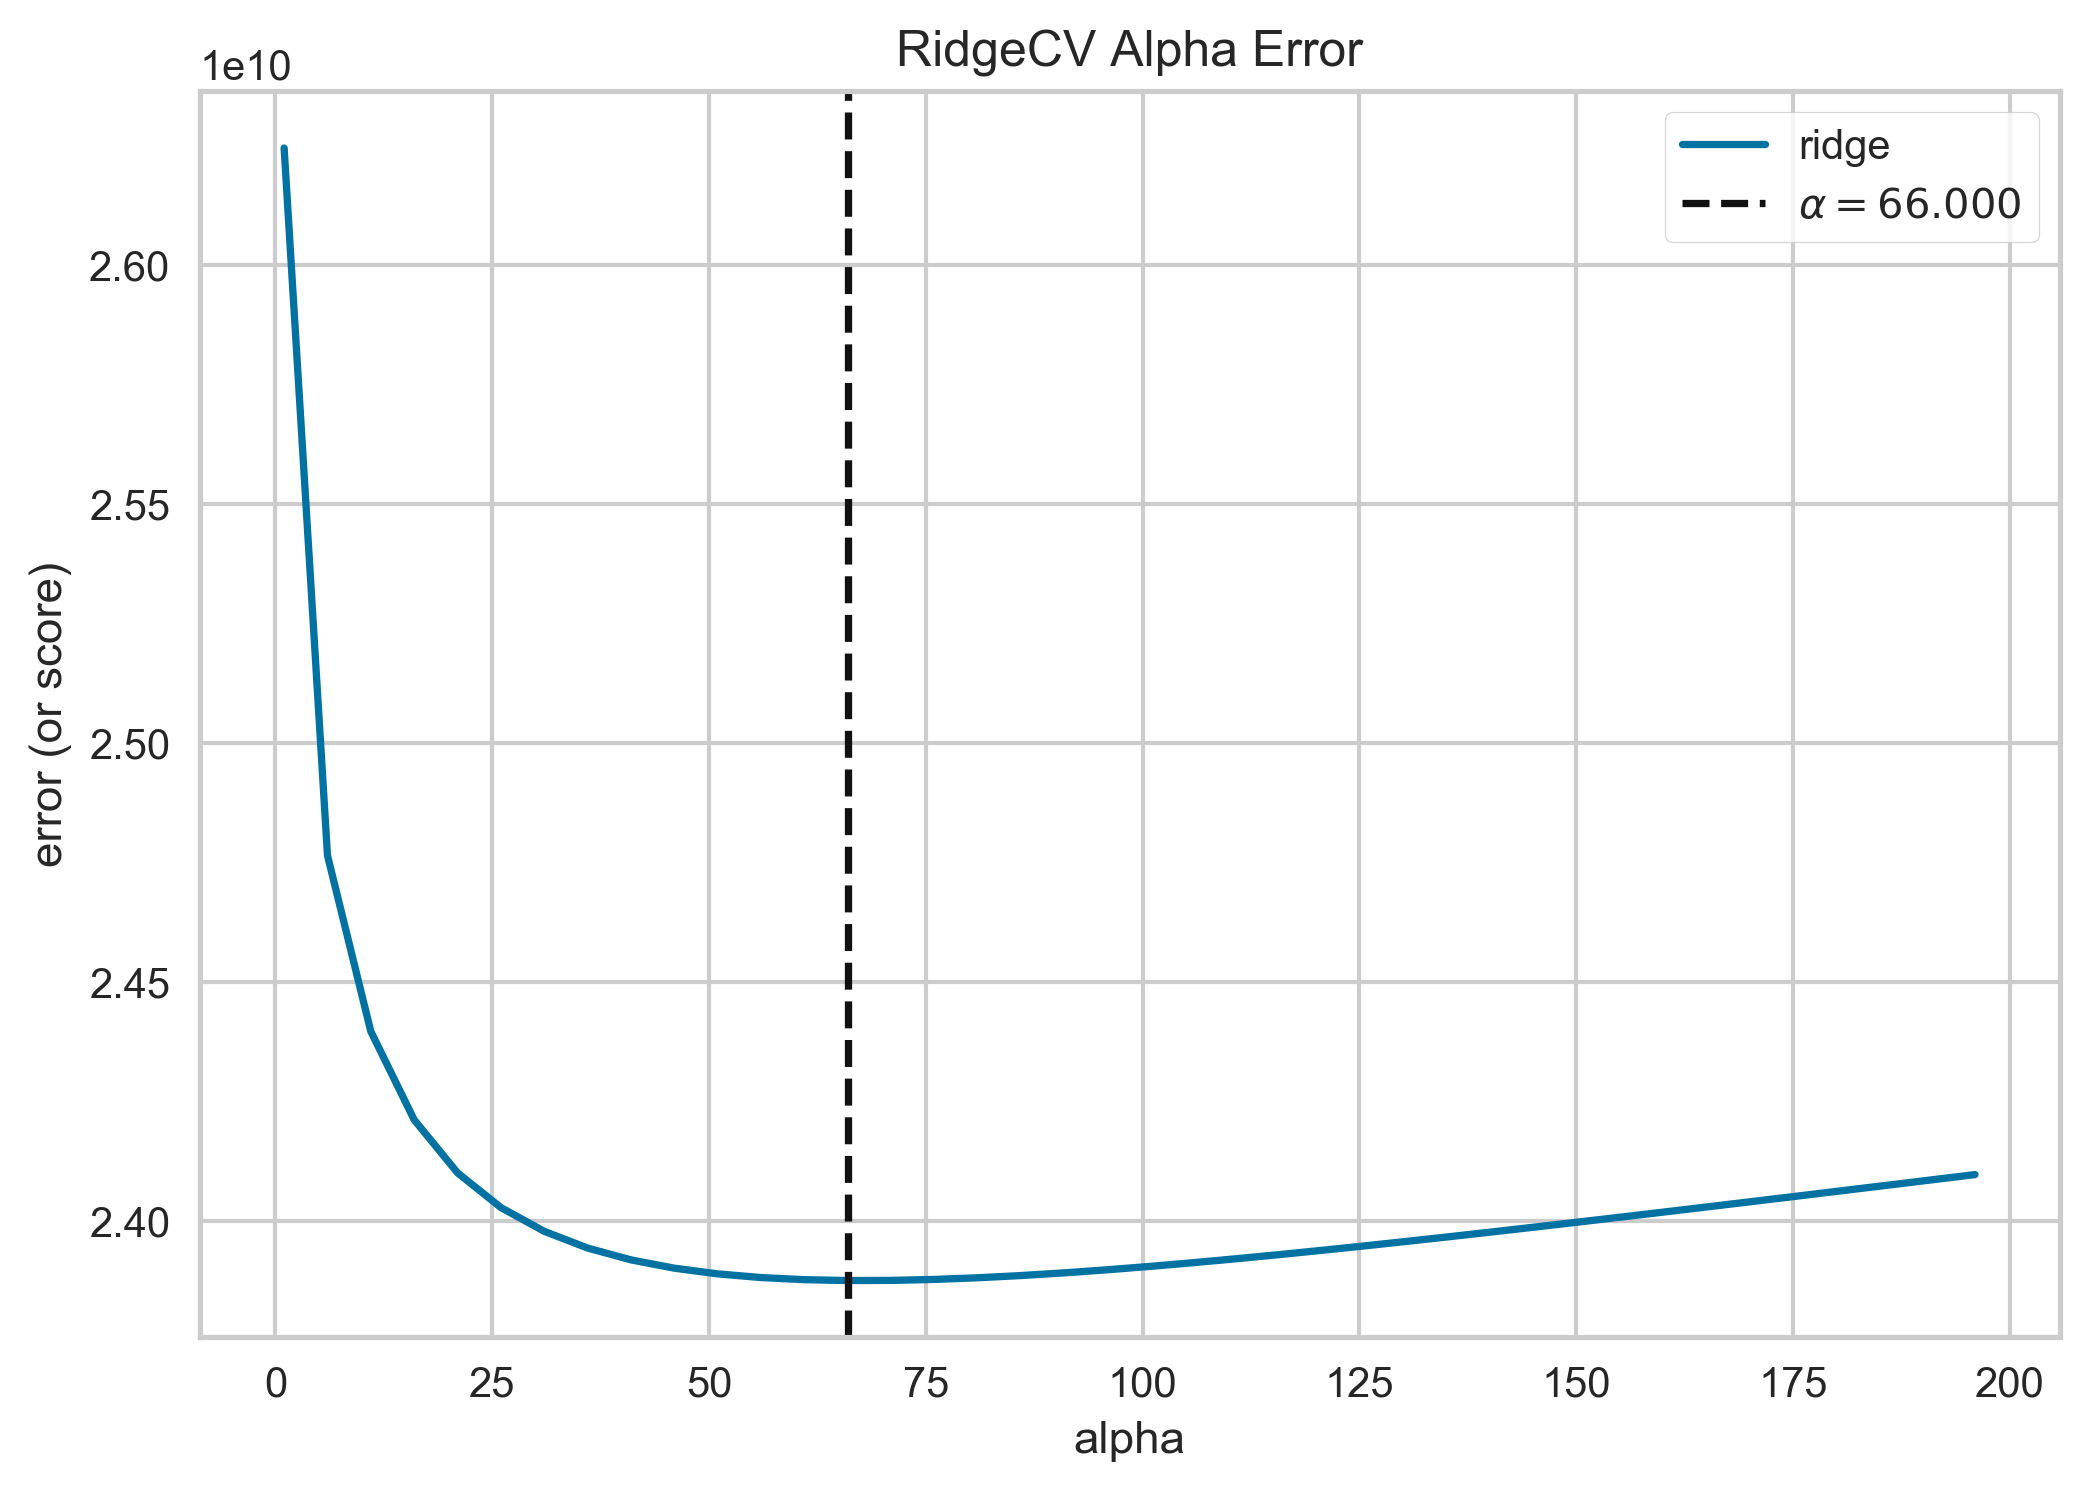 RidgeCV Alpha Error
1e10
ridge
α = 66.000
2.60
2.55
2.50
2.45
2.40
error (or score)
0 25 50 75 100 125 150 175 200
alpha